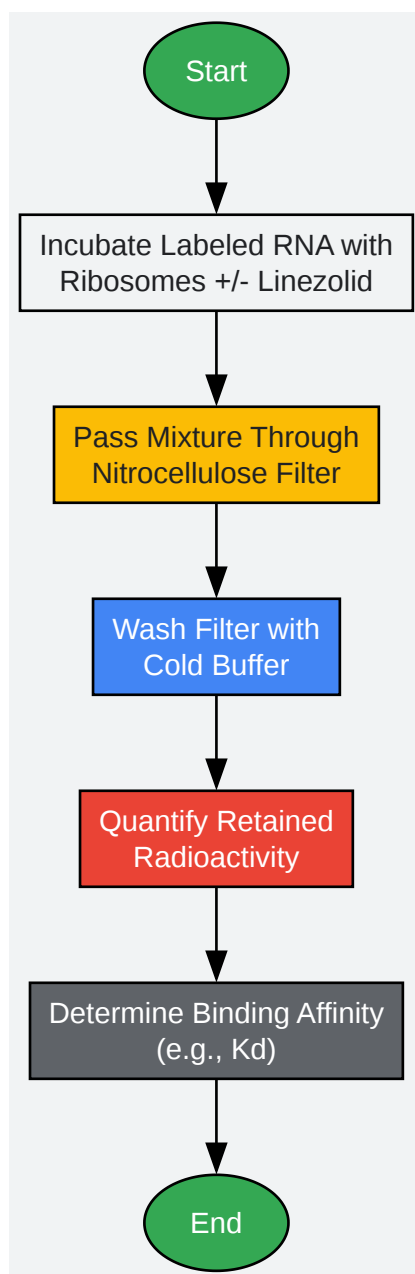 Start
Incubate Labeled RNA with
Ribosomes +/- Linezolid
Pass Mixture Through
Nitrocellulose Filter
Wash Filter with
Cold Buffer
Quantify Retained
Radioactivity
Determine Binding Affinity
(e.g., Kd)
End